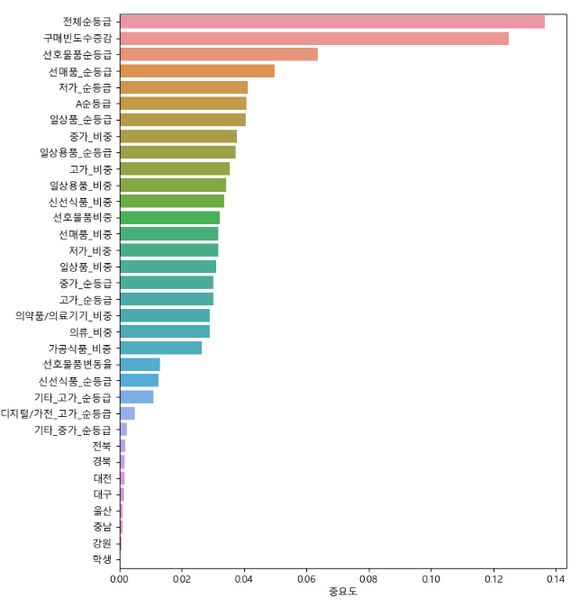 전체순등급
구매빈도수증감
선호물품순등급
선매품_순등급
저가_순등급
A순등급
일상품_순등급
중가_비중
일상용품_순등급
고가_비중
일상용품_비중
신선식품_비중
선호물품비중
선매품_비중
저가_비중
일상품_비중
중가_순등급
고가_순등급
의약품/의료기기_비중
의류_비중
가공식품_비중
선호물품변동율
신선식품_순등급
기타_고가_순등급
디지털/가전_고가_순등급
기타_중가_순등급
전북
경북
대전
대구
울산
충남
강원
학생
0.00 0.02 0.04 0.06 0.08 0.10 0.12 0.14
중요도